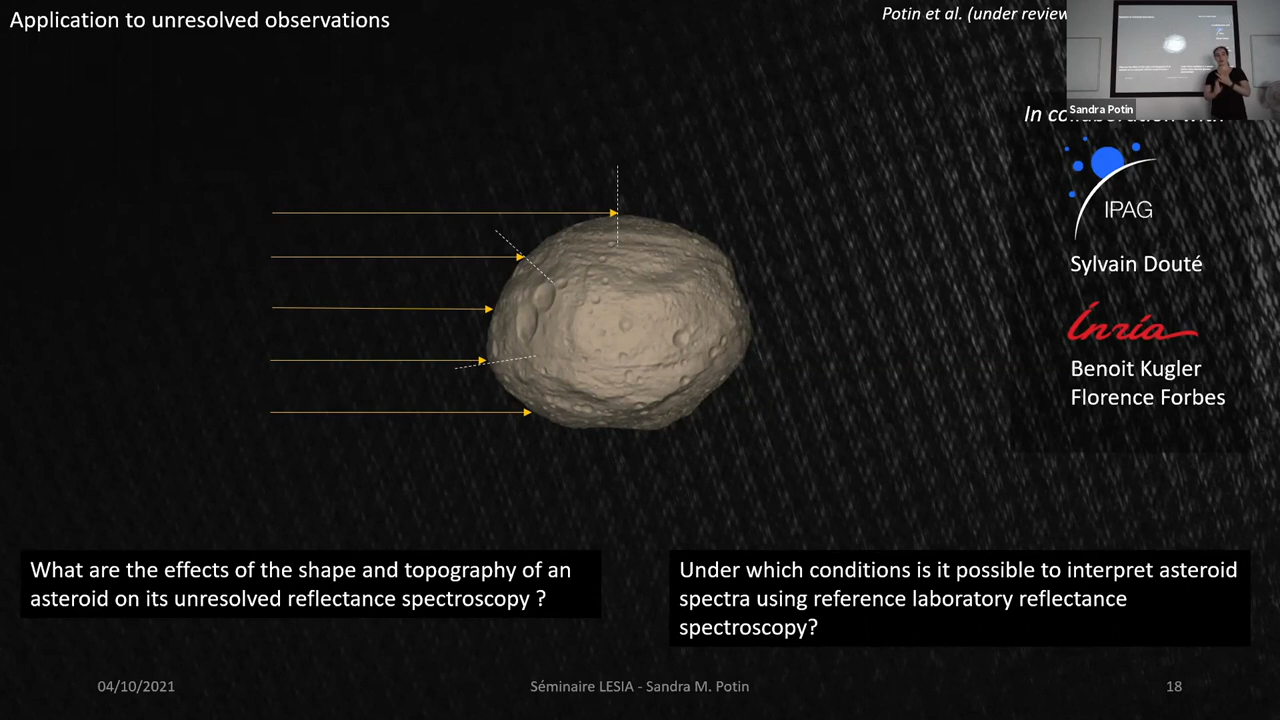 Application to unresolved observations
Potin et al. (under review
Sandra Potin
In collaboration with
IPAG
Sylvain Douté
Inria
Benoit Kugler
Florence Forbes
What are the effects of the shape and topography of an
asteroid on its unresolved reflectance spectroscopy ?
Under which conditions is it possible to interpret asteroid
spectra using reference laboratory reflectance
spectroscopy?
04/10/2021
Séminaire LESIA - Sandra M. Potin
18